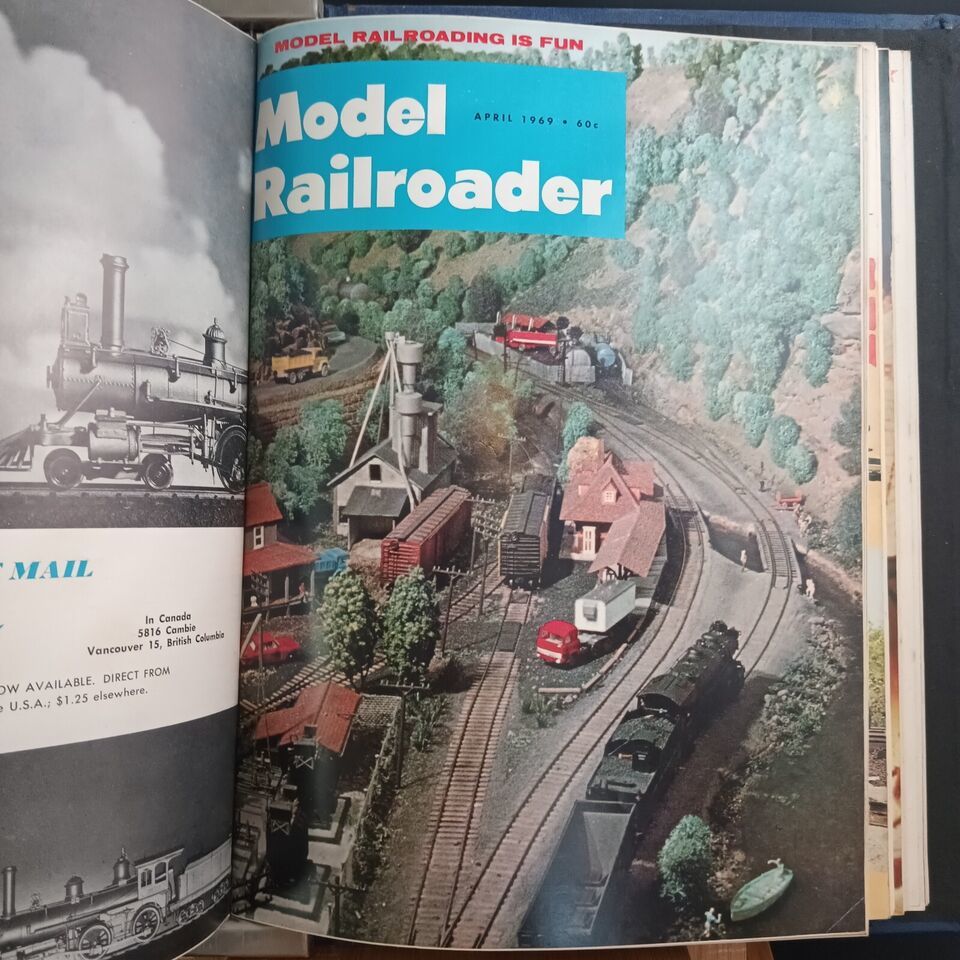 MODEL RAILROADING IS FUN
Model
Railroader
APRIL 1969 • 60c
MAIL
In Canada
5816 Cambie
Vancouver 15, British Columbia
OW AVAILABLE. DIRECT FROM
U.S.A.; $1.25 elsewhere.